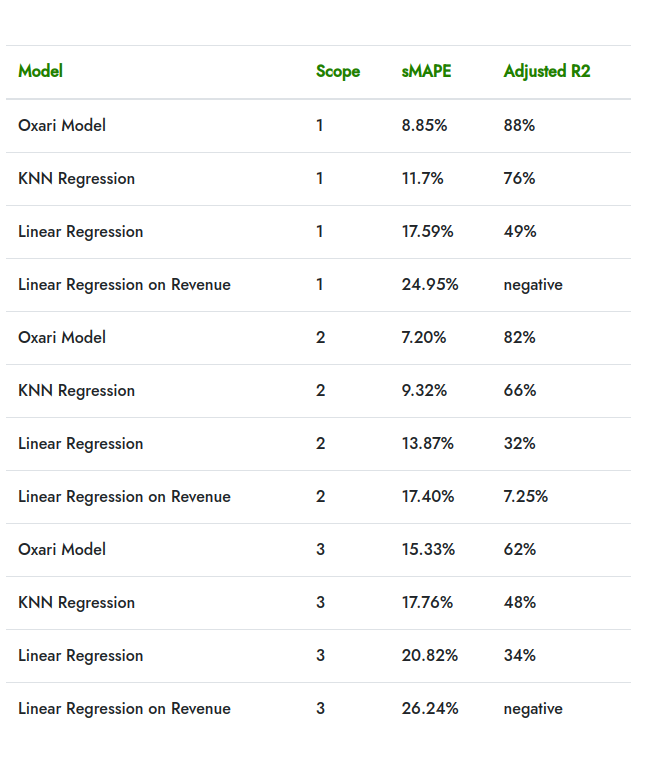 Model Scope sMAPE Adjusted R2
Oxari Model 1 8.85% 88%
KNN Regression 1 11.7% 76%
Linear Regression 1 17.59% 49%
Linear Regression on Revenue 1 24.95% negative
Oxari Model 2 7.20% 82%
KNN Regression 2 9.32% 66%
Linear Regression 2 13.87% 32%
Linear Regression on Revenue 2 17.40% 7.25%
Oxari Model 3 15.33% 62%
KNN Regression 3 17.76% 48%
Linear Regression 3 20.82% 34%
Linear Regression on Revenue 3 26.24% negative